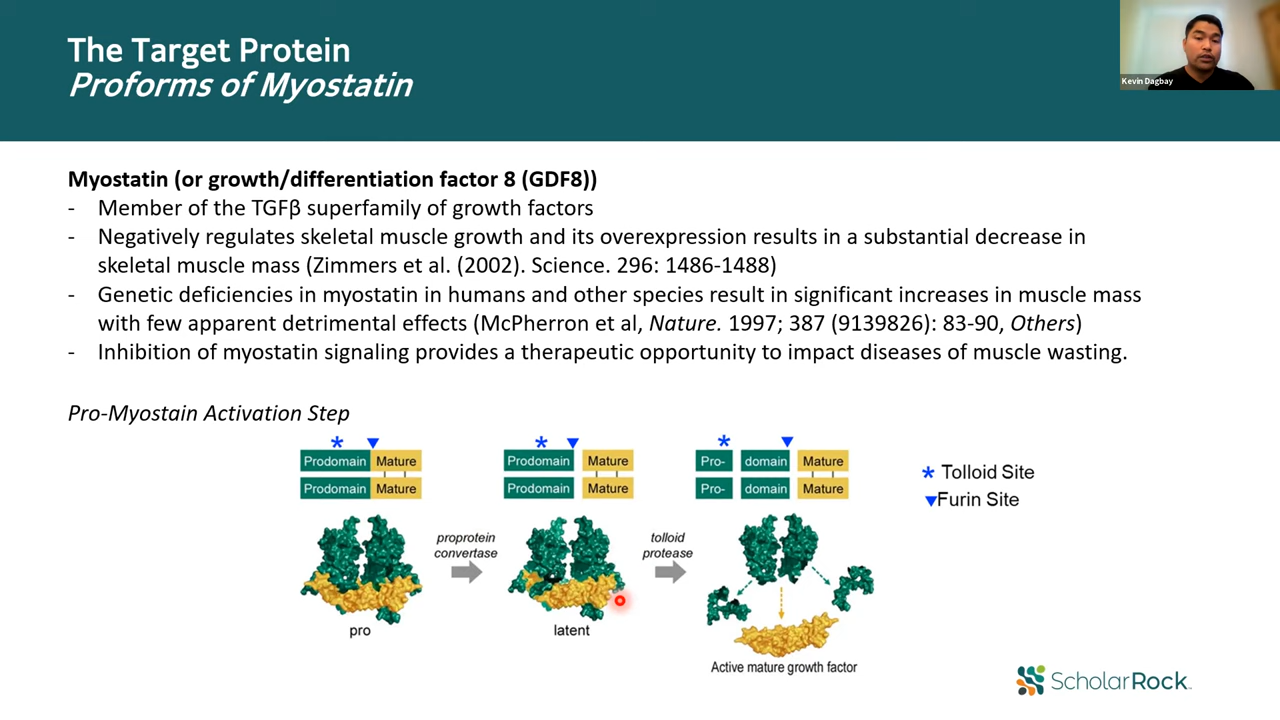 The Target Protein
Proforms of Myostatin
Kevin Dagbay
Myostatin (or growth/differentiation factor 8 (GDF8))
- Member of the TGFβ superfamily of growth factors
- Negatively regulates skeletal muscle growth and its overexpression results in a substantial decrease in
skeletal muscle mass (Zimmers et al. (2002). Science. 296: 1486-1488)
- Genetic deficiencies in myostatin in humans and other species result in significant increases in muscle mass
with few apparent detrimental effects (McPherron et al, Nature. 1997; 387 (9139826): 83-90, Others)
- Inhibition of myostatin signaling provides a therapeutic opportunity to impact diseases of muscle wasting.
Pro-Myostain Activation Step
Prodomain Mature
Prodomain Mature
pro
proprotein
convertase
Prodomain Mature
Prodomain Mature
latent
tolloid
protease
Pro- domain Mature
Pro- domain Mature
Active mature growth factor
* Tolloid Site
Furin Site
ScholarRock